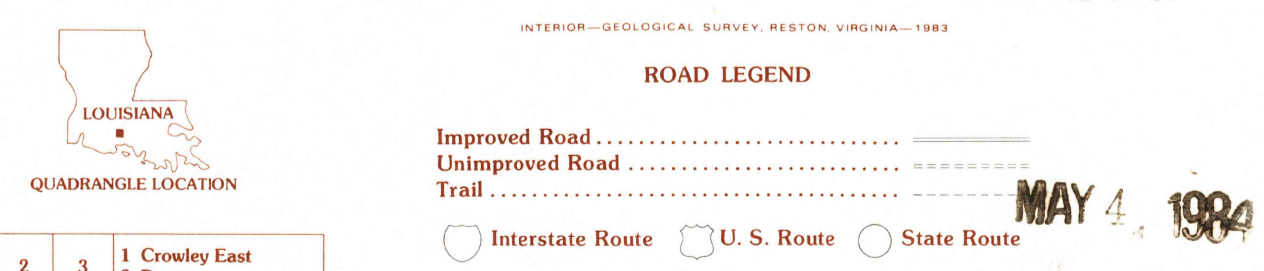 INTERIOR—GEOLOGICAL SURVEY, RESTON, VIRGINIA—1983
ROAD LEGEND
LOUISIANA
QUADRANGLE LOCATION
Improved Road
Unimproved Road
Trail
MAY 4 1984
Interstate Route
U. S. Route
State Route
2
3
1 Crowley East